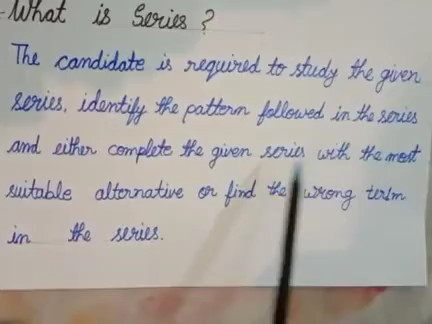 What is Series?
The candidate is required to study the given
series, identify the pattern followed in the series
and either complete the given series with the most
suitable alternative or find the wrong term
in the series.